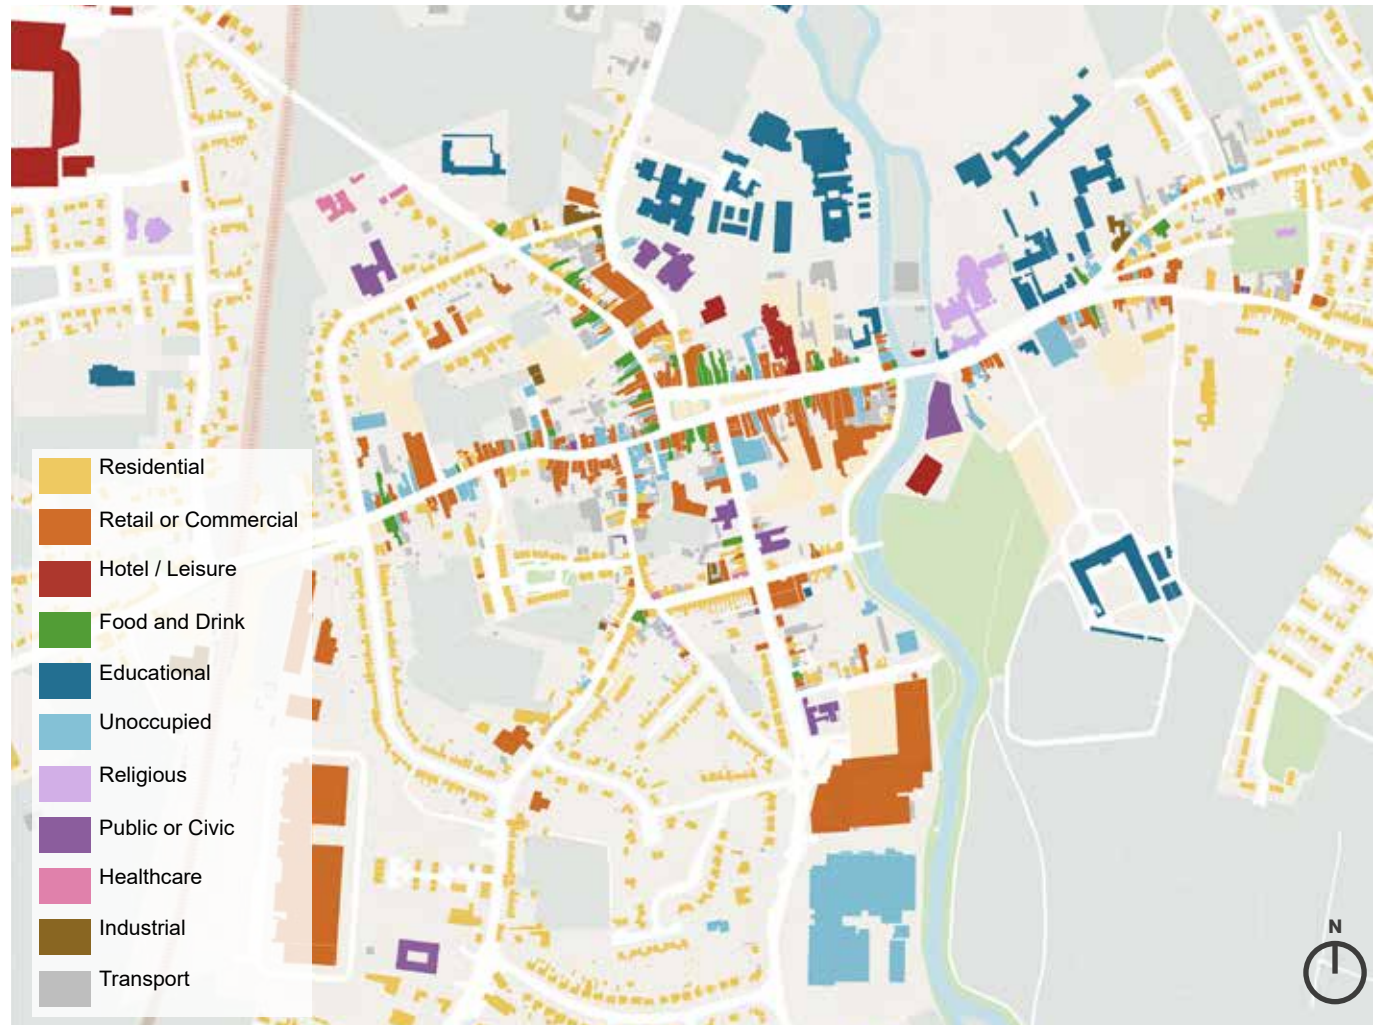 Residential
Retail or Commercial
Hotel / Leisure
Food and Drink
Educational
Unoccupied
Religious
Public or Civic
Healthcare
Industrial
Transport
N